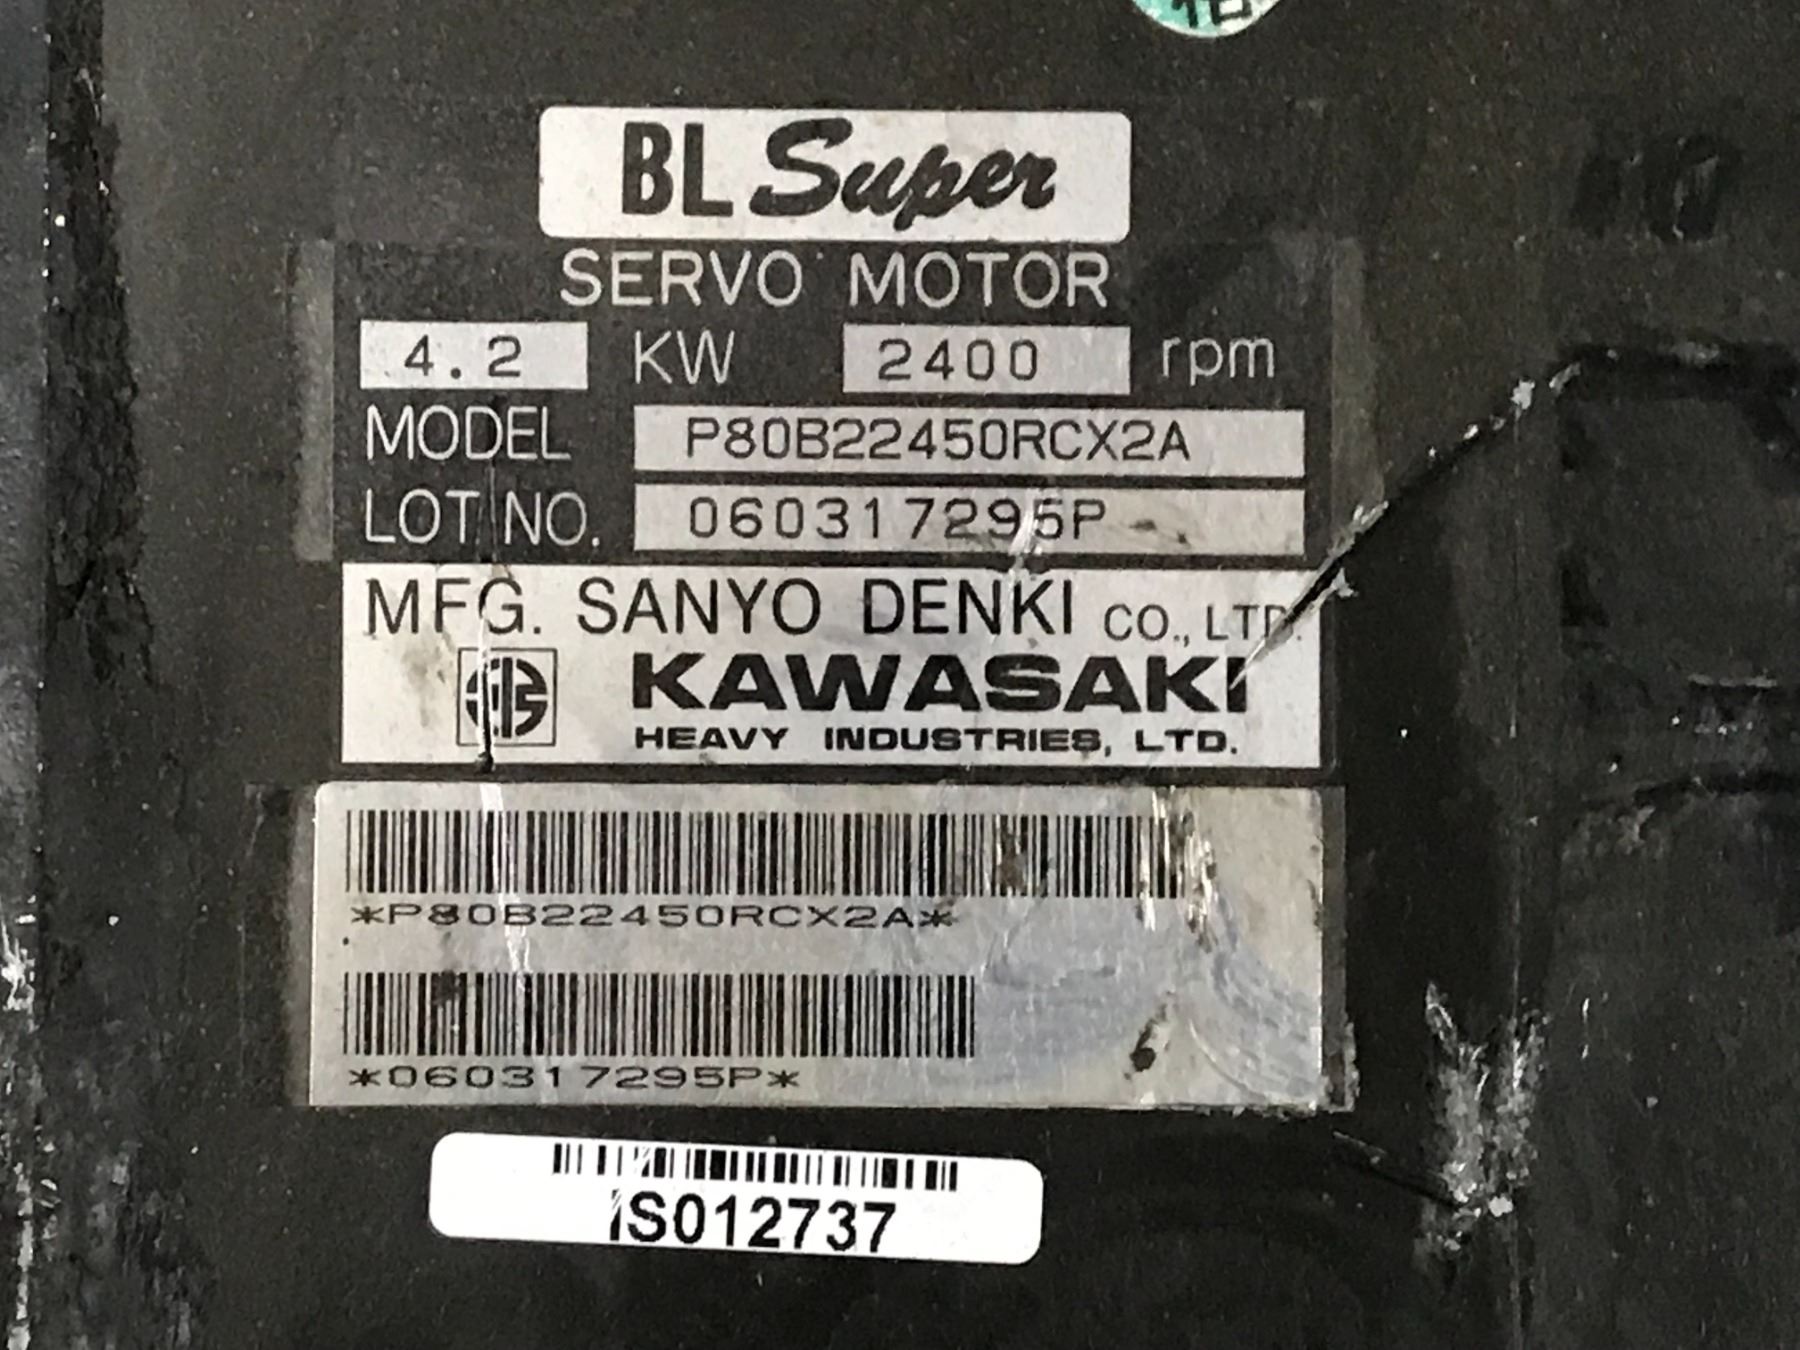 BL Super
SERVO MOTOR
4.2 KW 2400 rpm
MODEL P80B22450RCX2A
LOT NO. 060317295P
MFG. SANYO DENKI CO., LTD.
KAWASAKI
HEAVY INDUSTRIES, LTD.
*P80B22450RCX2A*
*060317295P*
IS012737